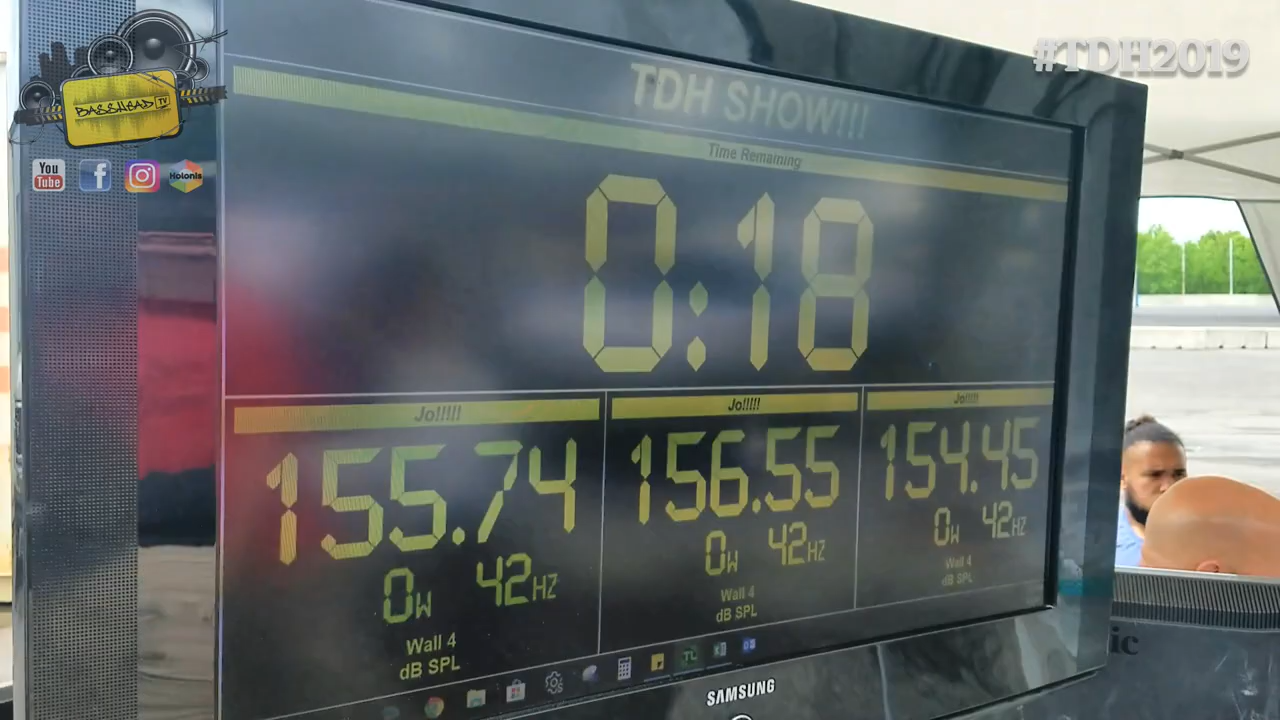 #TDH2019
BASSHEAD TV
You
Tube
Holonis
TDH SHOW!!!
Time Remaining
0:18
Jo!!!!! Jo!!!!! Jo!!!!!
155.74 156.55 154.45
0W 42HZ 0W 42HZ 0W 42HZ
Wall 4 Wall 4 Wall 4
dB SPL dB SPL dB SPL
SAMSUNG
ic